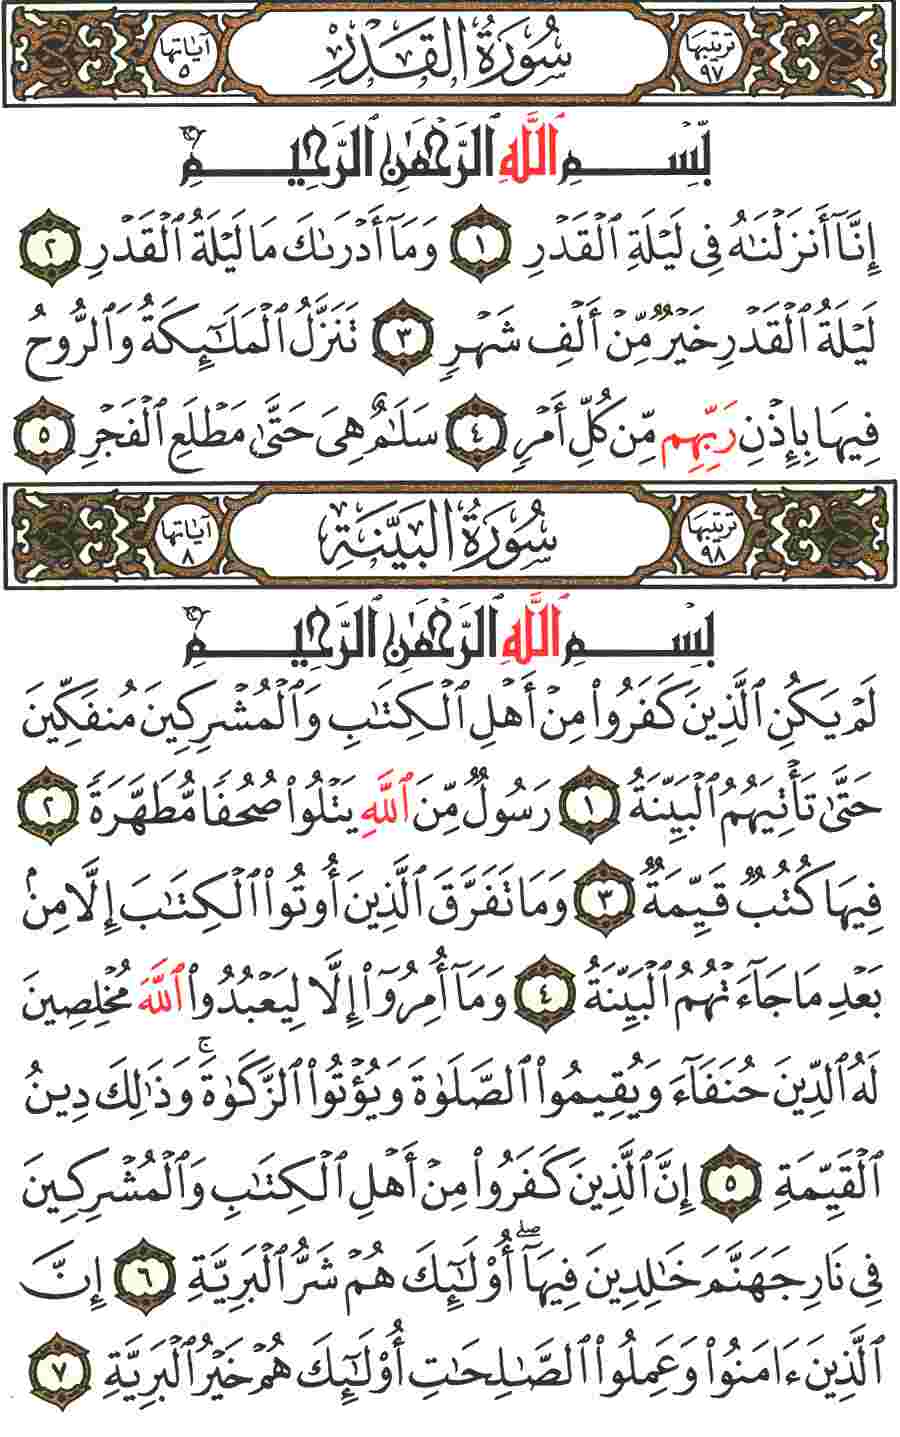 ترتيبها ٩٧ سُورَةُ القَدْرِ آياتها ٥
بِّسْمِ ٱللَّهِ ٱلرَّحْمَٰنِ ٱلرَّحِيمِ
إِنَّآ أَنزَلْنَٰهُ فِى لَيْلَةِ ٱلْقَدْرِ ١ وَمَآ أَدْرَىٰكَ مَا لَيْلَةُ ٱلْقَدْرِ ٢
لَيْلَةُ ٱلْقَدْرِ خَيْرٌ مِّنْ أَلْفِ شَهْرٍ ٣ تَنَزَّلُ ٱلْمَلَٰٓئِكَةُ وَٱلرُّوحُ
فِيهَا بِإِذْنِ رَبِّهِم مِّن كُلِّ أَمْرٍ ٤ سَلَٰمٌ هِىَ حَتَّىٰ مَطْلَعِ ٱلْفَجْرِ ٥
ترتيبها ٩٨ سُورَةُ البَيِّنَةِ آياتها ٨
بِسْمِ ٱللَّهِ ٱلرَّحْمَٰنِ ٱلرَّحِيمِ
لَمْ يَكُنِ ٱلَّذِينَ كَفَرُوا۟ مِنْ أَهْلِ ٱلْكِتَٰبِ وَٱلْمُشْرِكِينَ مُنفَكِّينَ
حَتَّىٰ تَأْتِيَهُمُ ٱلْبَيِّنَةُ ١ رَسُولٌ مِّنَ ٱللَّهِ يَتْلُوا۟ صُحُفًا مُّطَهَّرَةً ٢
فِيهَا كُتُبٌ قَيِّمَةٌ ٣ وَمَا تَفَرَّقَ ٱلَّذِينَ أُوتُوا۟ ٱلْكِتَٰبَ إِلَّا مِنۢ
بَعْدِ مَا جَآءَتْهُمُ ٱلْبَيِّنَةُ ٤ وَمَآ أُمِرُوٓا۟ إِلَّا لِيَعْبُدُوا۟ ٱللَّهَ مُخْلِصِينَ
لَهُ ٱلدِّينَ حُنَفَآءَ وَيُقِيمُوا۟ ٱلصَّلَوٰةَ وَيُؤْتُوا۟ ٱلزَّكَوٰةَ ۚ وَذَٰلِكَ دِينُ
ٱلْقَيِّمَةِ ٥ إِنَّ ٱلَّذِينَ كَفَرُوا۟ مِنْ أَهْلِ ٱلْكِتَٰبِ وَٱلْمُشْرِكِينَ
فِى نَارِ جَهَنَّمَ خَٰلِدِينَ فِيهَآ ۖ أُو۟لَٰٓئِكَ هُمْ شَرُّ ٱلْبَرِيَّةِ ٦ إِنَّ
ٱلَّذِينَ ءَامَنُوا۟ وَعَمِلُوا۟ ٱلصَّٰلِحَٰتِ أُو۟لَٰٓئِكَ هُمْ خَيْرُ ٱلْبَرِيَّةِ ٧